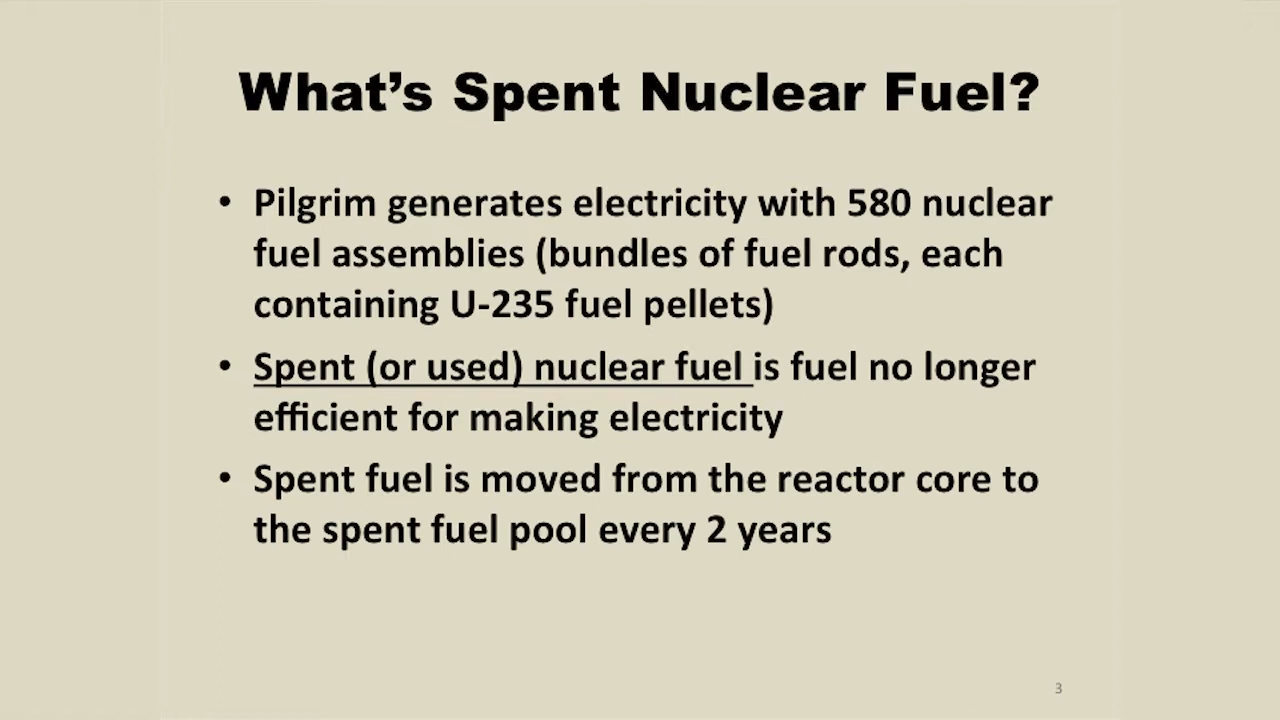 What's Spent Nuclear Fuel?
• Pilgrim generates electricity with 580 nuclear
fuel assemblies (bundles of fuel rods, each
containing U-235 fuel pellets)
• Spent (or used) nuclear fuel is fuel no longer
efficient for making electricity
• Spent fuel is moved from the reactor core to
the spent fuel pool every 2 years
3